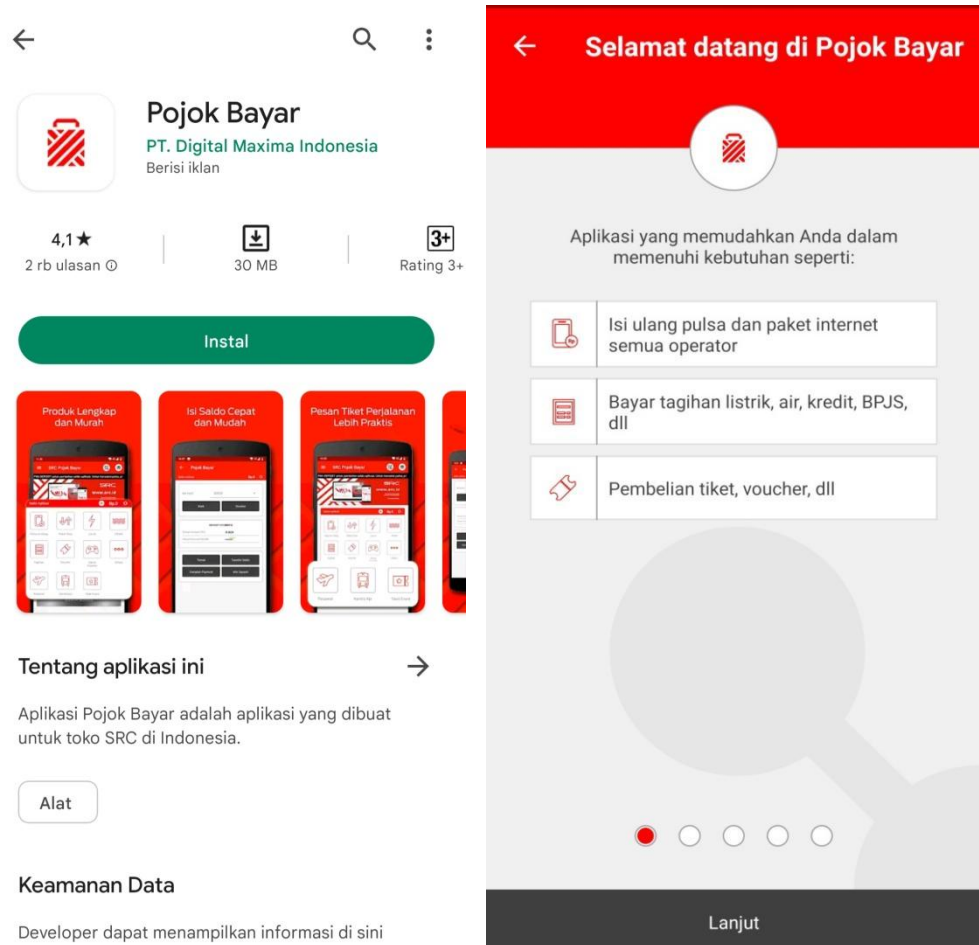 Pojok Bayar
PT. Digital Maxima Indonesia
Berisi iklan
4,1★
2 rb ulasan
30 MB
3+
Rating 3+
Instal
Produk Lengkap
dan Murah
Isi Saldo Cepat
dan Mudah
Pesan Tiket Perjalanan
Lebih Praktis
Tentang aplikasi ini
Aplikasi Pojok Bayar adalah aplikasi yang dibuat
untuk toko SRC di Indonesia.
Alat
Keamanan Data
Developer dapat menampilkan informasi di sini
Selamat datang di Pojok Bayar
Aplikasi yang memudahkan Anda dalam
memenuhi kebutuhan seperti:
Isi ulang pulsa dan paket internet
semua operator
Bayar tagihan listrik, air, kredit, BPJS,
dll
Pembelian tiket, voucher, dll
Lanjut